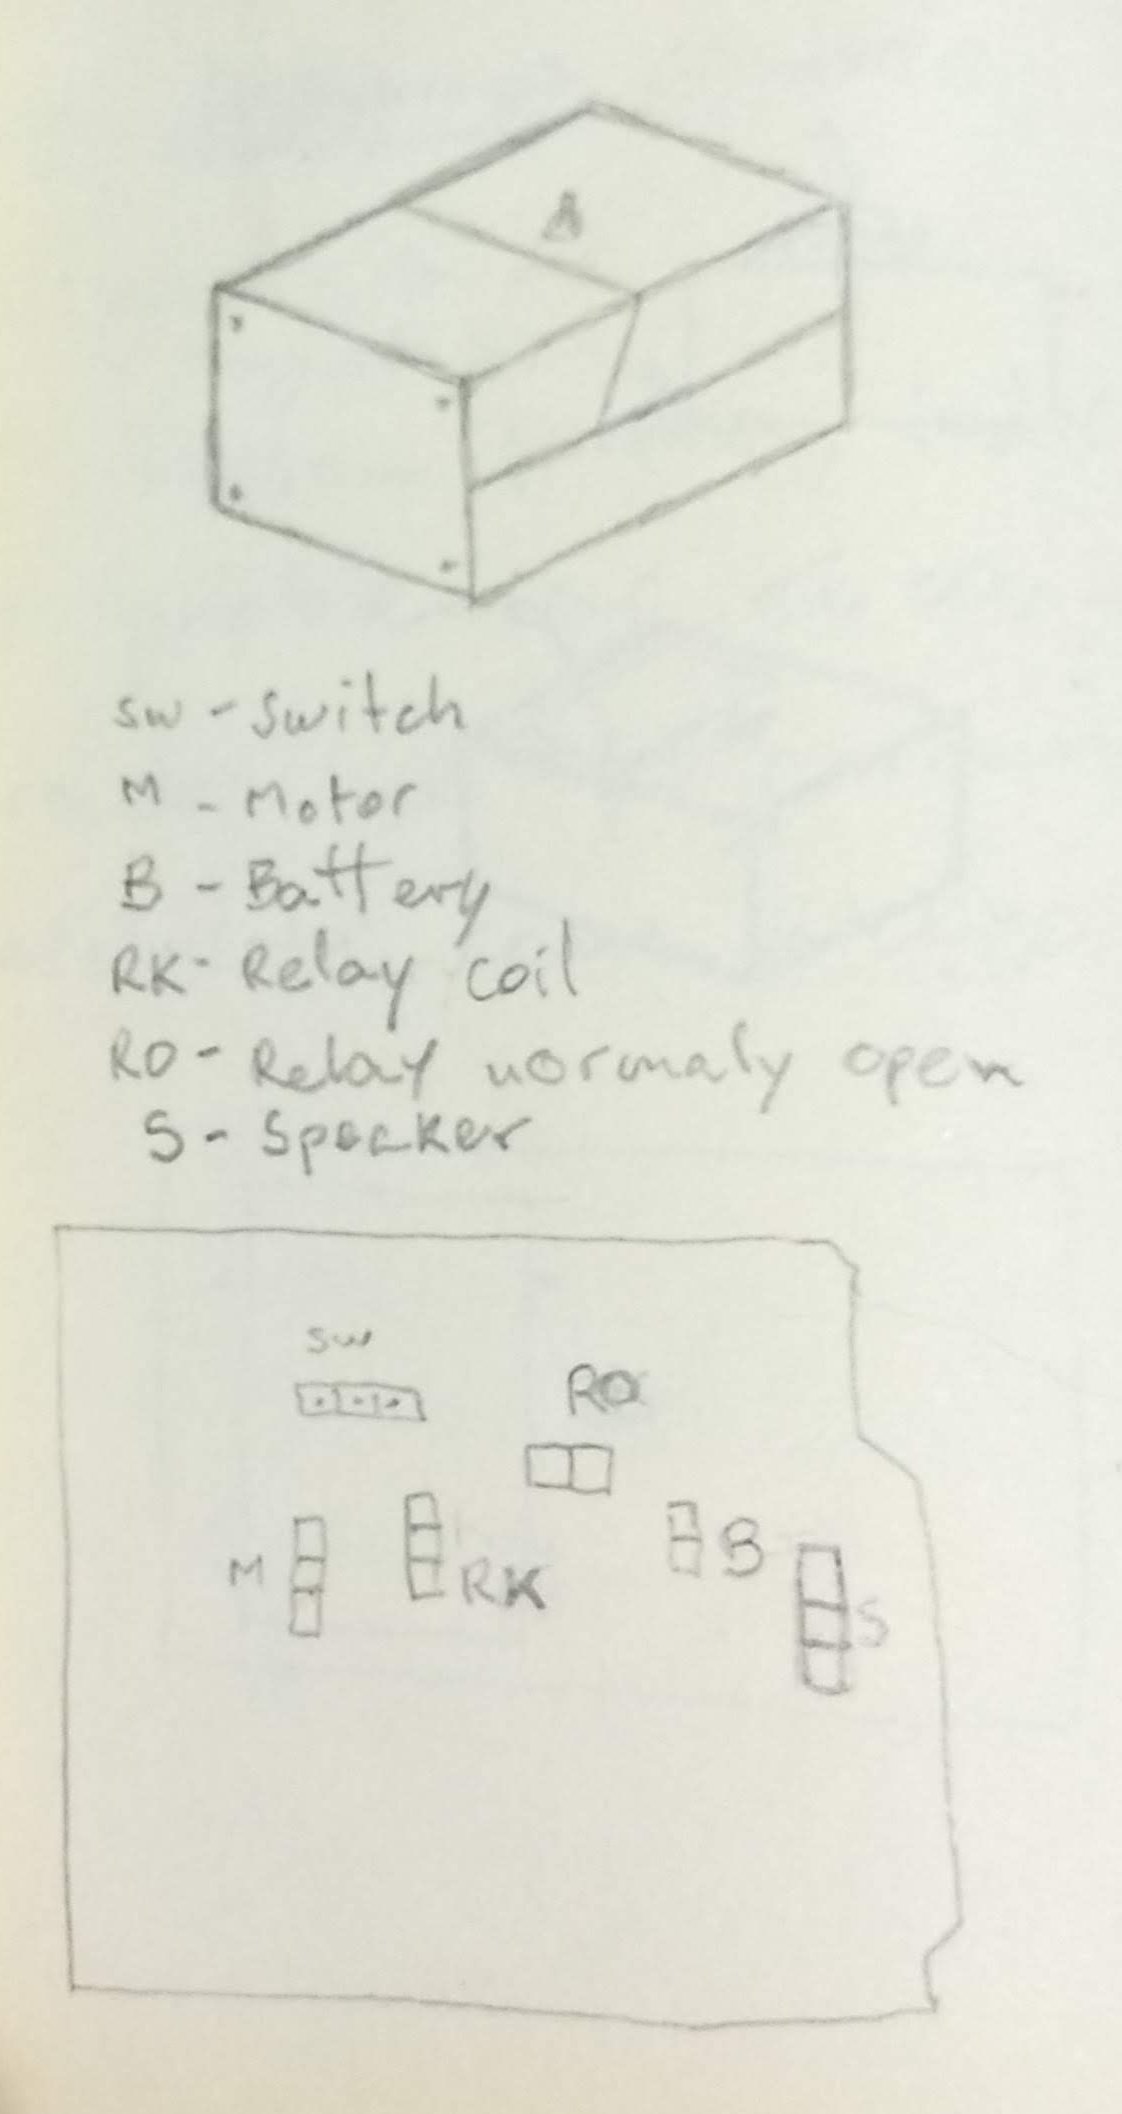 A
SW - Switch
M - Motor
B - Battery
RK - Relay coil
RO - Relay normaly open
S - Speaker
SW
RO
M
RK
B
S